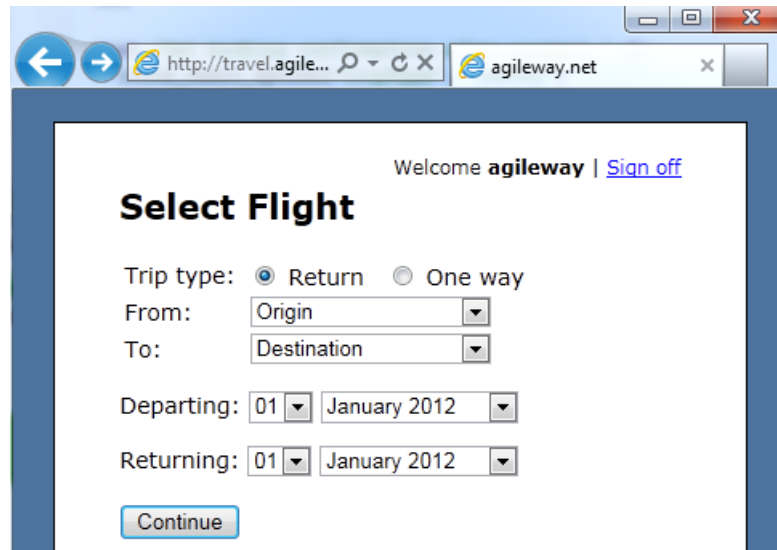 http://travel.agile... agileway.net
Welcome agileway | Sign off
Select Flight
Trip type: Return One way
From: Origin
To: Destination
Departing: 01 January 2012
Returning: 01 January 2012
Continue